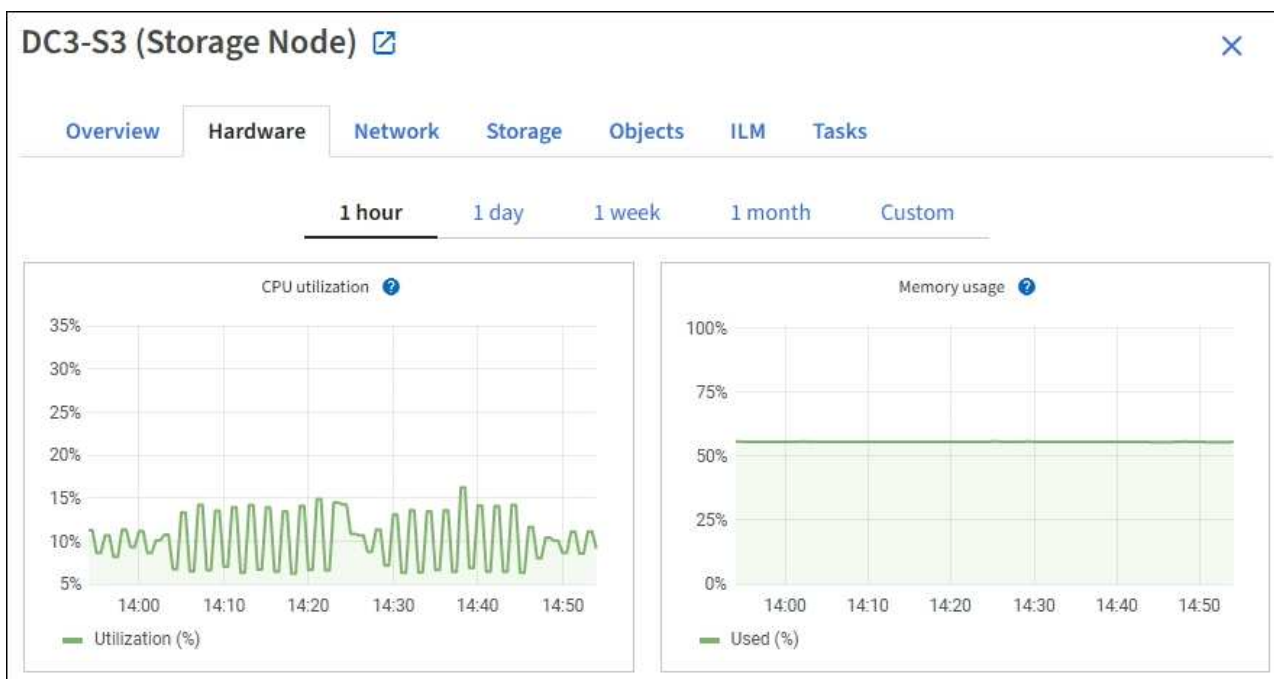 DC3-S3 (Storage Node)
Overview Hardware Network Storage Objects ILM Tasks
1 hour 1 day 1 week 1 month Custom
CPU utilization ?
35%
30%
25%
20%
15%
10%
5%
14:00 14:10 14:20 14:30 14:40 14:50
Utilization (%)
Memory usage ?
100%
75%
50%
25%
0%
14:00 14:10 14:20 14:30 14:40 14:50
Used (%)